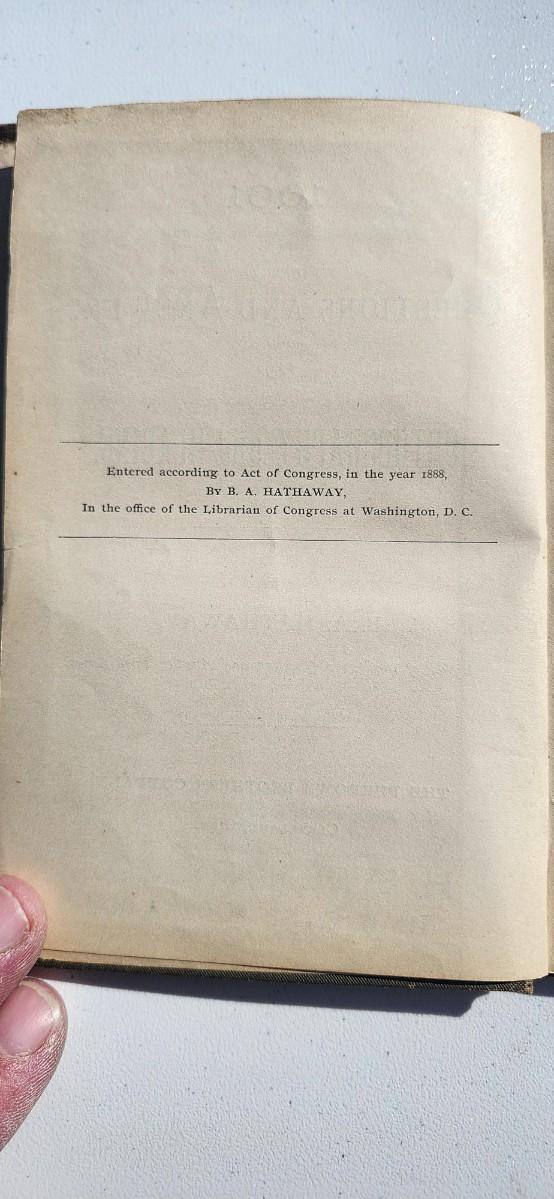 Entered according to Act of Congress, in the year 1888,
By B. A. HATHAWAY,
In the office of the Librarian of Congress at Washington, D. C.